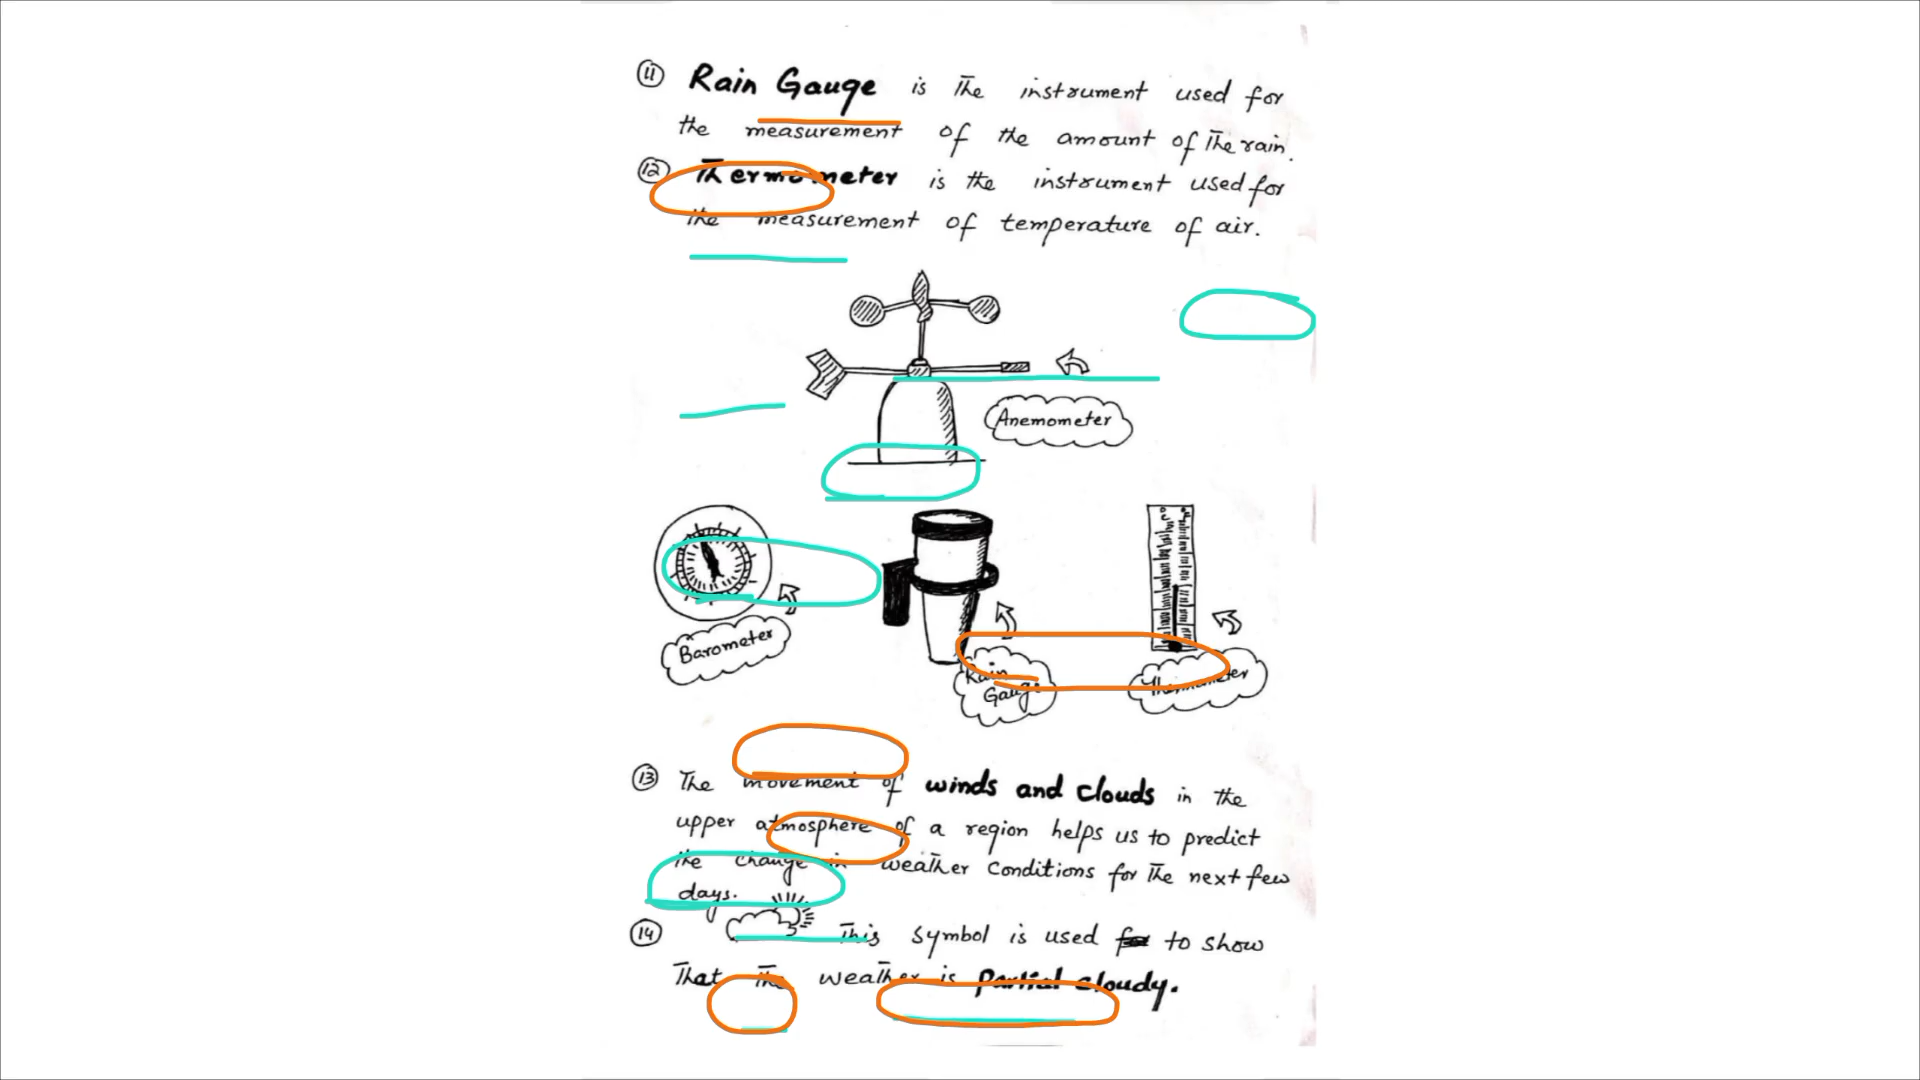 11 Rain Gauge is The instrument used for
the measurement of the amount of The rain.
12 Thermometer is the instrument used for
the measurement of temperature of air.
Anemometer
Barometer
Rain
Gauge
Thermometer
13 The movement of winds and clouds in the
upper atmosphere of a region helps us to predict
the change in weather conditions for The next few
days.
14 This symbol is used for to show
That The weather is Partial cloudy.